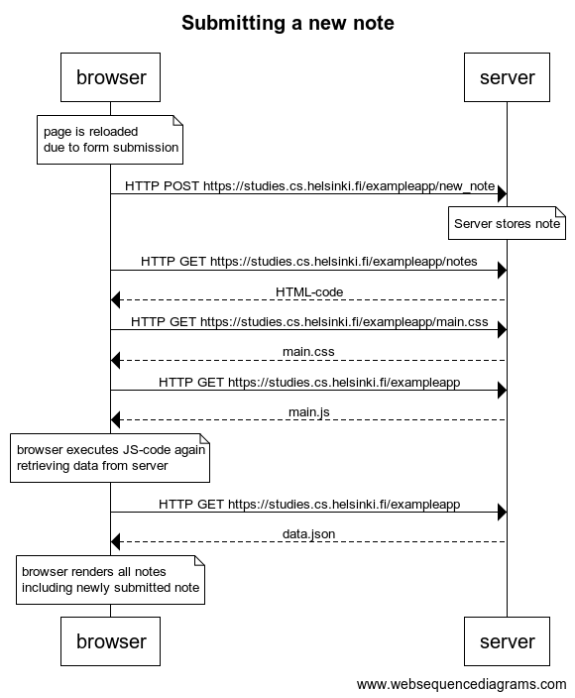 Submitting a new note
browser
server
page is reloaded
due to form submission
HTTP POST https://studies.cs.helsinki.fi/exampleapp/new_note
Server stores note
HTTP GET https://studies.cs.helsinki.fi/exampleapp/notes
HTML-code
HTTP GET https://studies.cs.helsinki.fi/exampleapp/main.css
main.css
HTTP GET https://studies.cs.helsinki.fi/exampleapp
main.js
browser executes JS-code again
retrieving data from server
HTTP GET https://studies.cs.helsinki.fi/exampleapp
data.json
browser renders all notes
including newly submitted note
browser
server
www.websequencediagrams.com